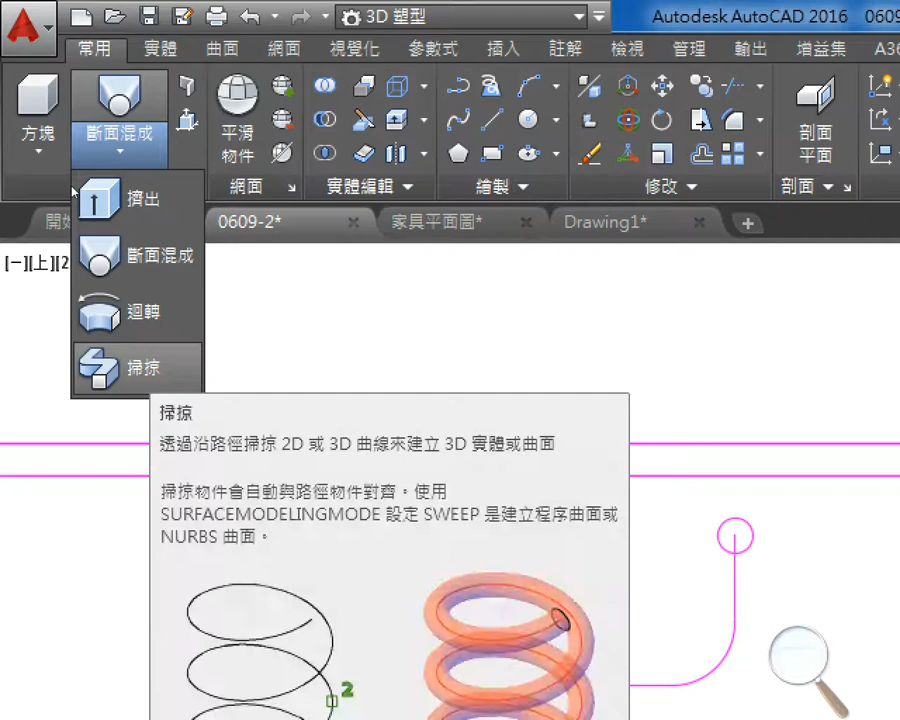 3D 塑型
Autodesk AutoCAD 2016 060
常用 實體 曲面 網面 視覺化 參數式 插入 註解 檢視 管理 輸出 增益集 A36
方塊
斷面混成
平滑
物件
剖面
平面
網面 實體編輯 繪製 修改 剖面
開始 0609-2* 家具平面圖* Drawing1*
[−][上][2
擠出
斷面混成
迴轉
掃掠
掃掠
透過沿路徑掃掠 2D 或 3D 曲線來建立 3D 實體或曲面
掃掠物件會自動與路徑物件對齊。使用
SURFACEMODELINGMODE 設定 SWEEP 是建立程序曲面或
NURBS 曲面。
2